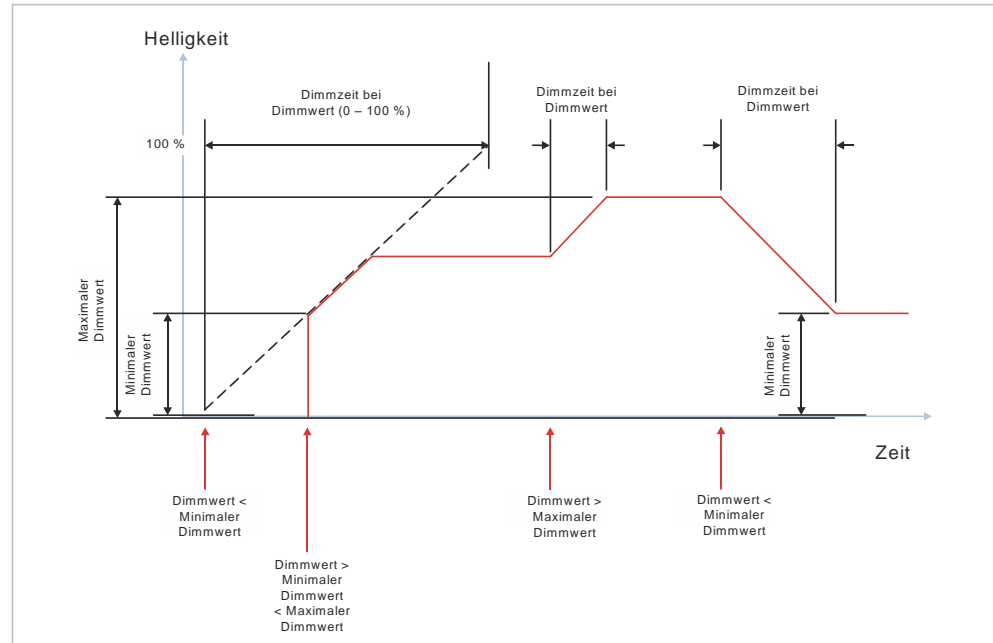 Helligkeit
Dimmzeit bei
Dimmwert (0 – 100 %)
Dimmzeit bei
Dimmwert
Dimmzeit bei
Dimmwert
100 %
Maximaler
Dimmwert
Minimaler
Dimmwert
Minimaler
Dimmwert
Zeit
Dimmwert <
Minimaler
Dimmwert
Dimmwert >
Minimaler
Dimmwert
< Maximaler
Dimmwert
Dimmwert >
Maximaler
Dimmwert
Dimmwert <
Minimaler
Dimmwert